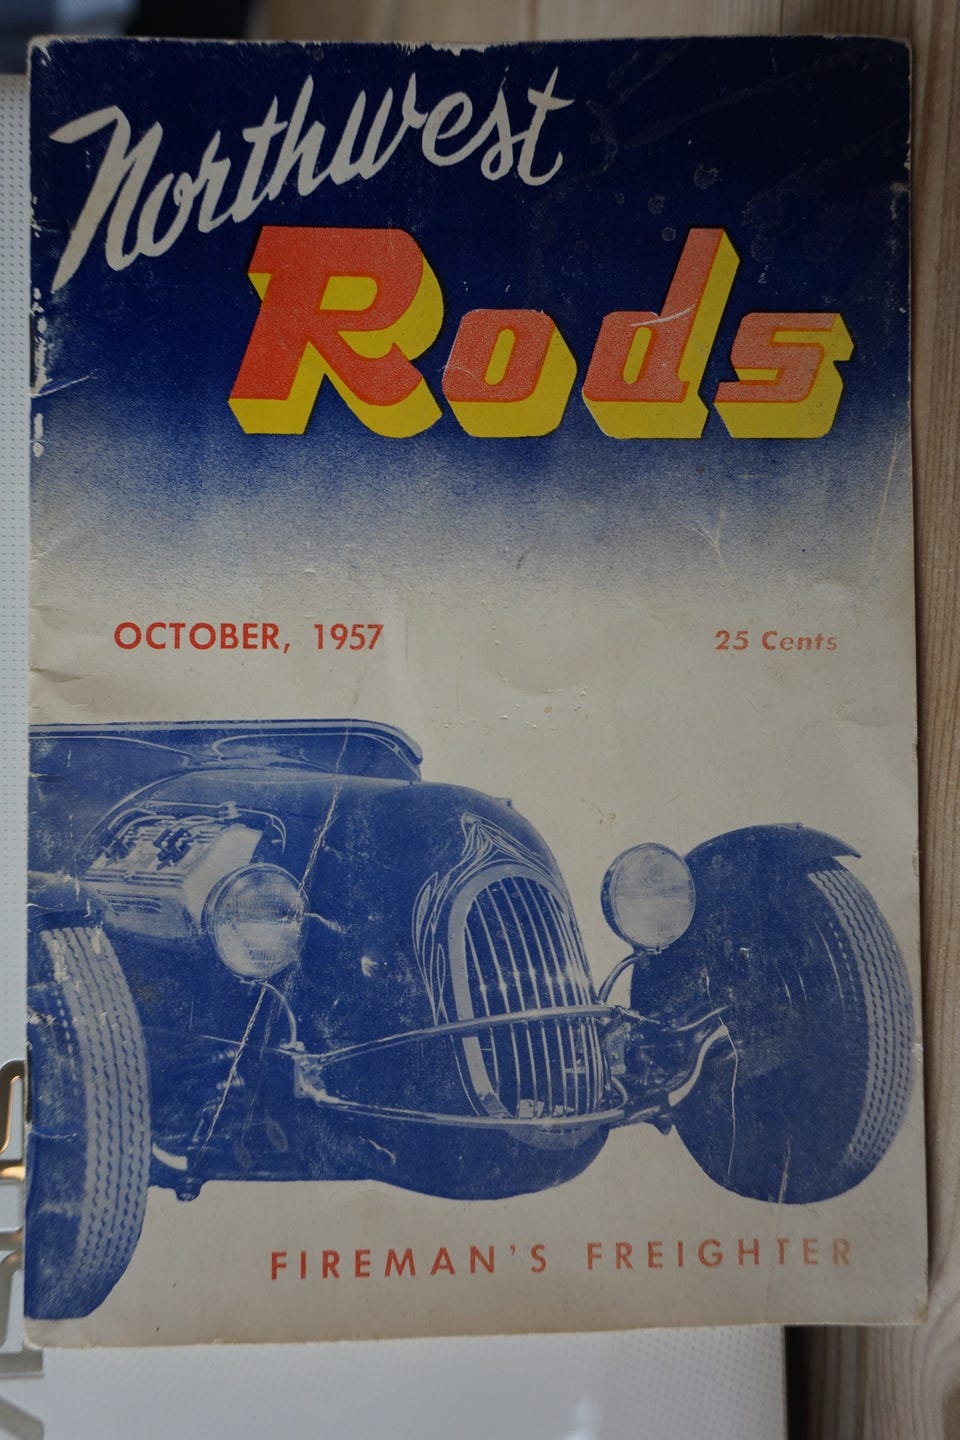 Northwest
Rods
OCTOBER, 1957 25 Cents
FIREMAN'S FREIGHTER